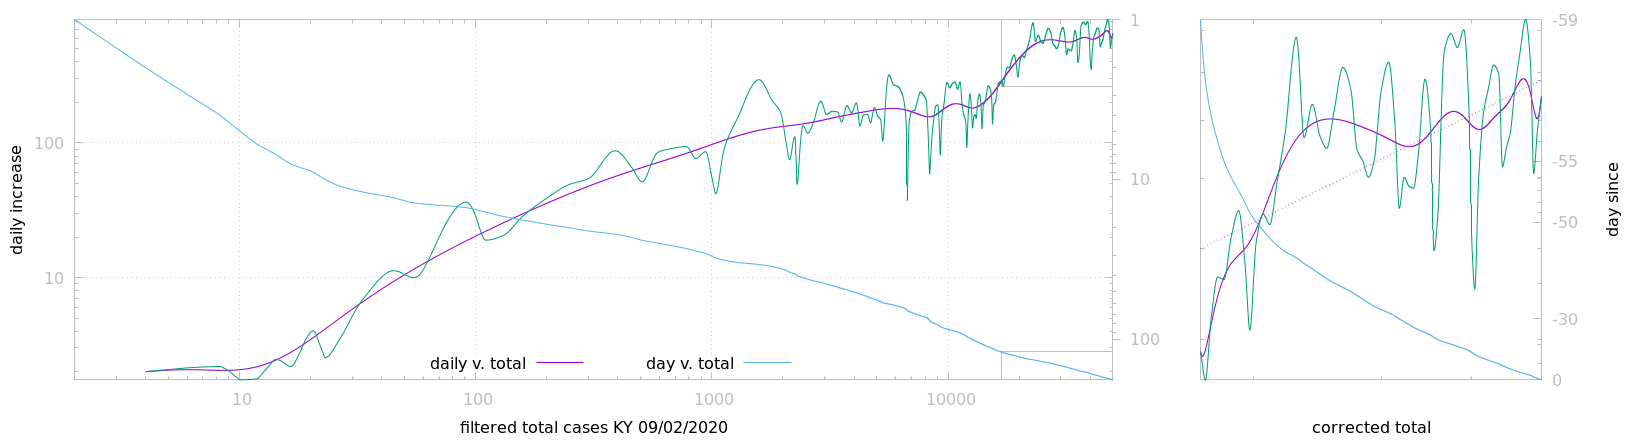 daily increase
100
10
daily v. total
day v. total
10
100
1000
10000
filtered total cases KY 09/02/2020
1
10
100
-59
-55
-50
-30
0
day since
corrected total